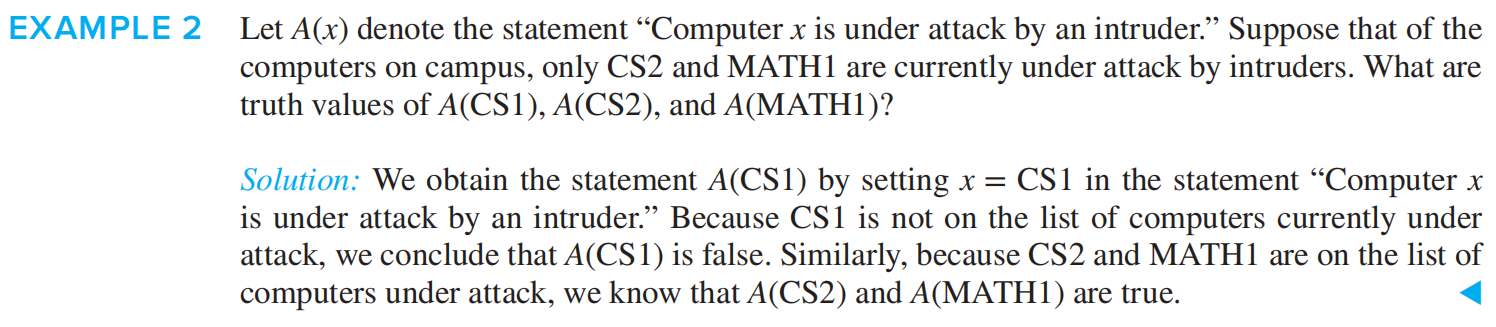 EXAMPLE 2 Let A(x) denote the statement “Computer x is under attack by an intruder.” Suppose that of the
computers on campus, only CS2 and MATH1 are currently under attack by intruders. What are
truth values of A(CS1), A(CS2), and A(MATH1)?
Solution: We obtain the statement A(CS1) by setting x = CS1 in the statement “Computer x
is under attack by an intruder.” Because CS1 is not on the list of computers currently under
attack, we conclude that A(CS1) is false. Similarly, because CS2 and MATH1 are on the list of
computers under attack, we know that A(CS2) and A(MATH1) are true.